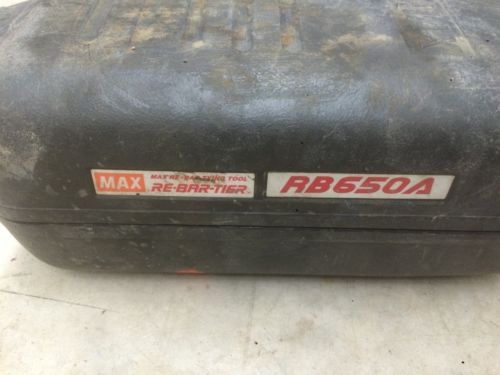 MAX
MAX RE-BAR-TYING TOOL
RE-BAR-TIER
RB650A